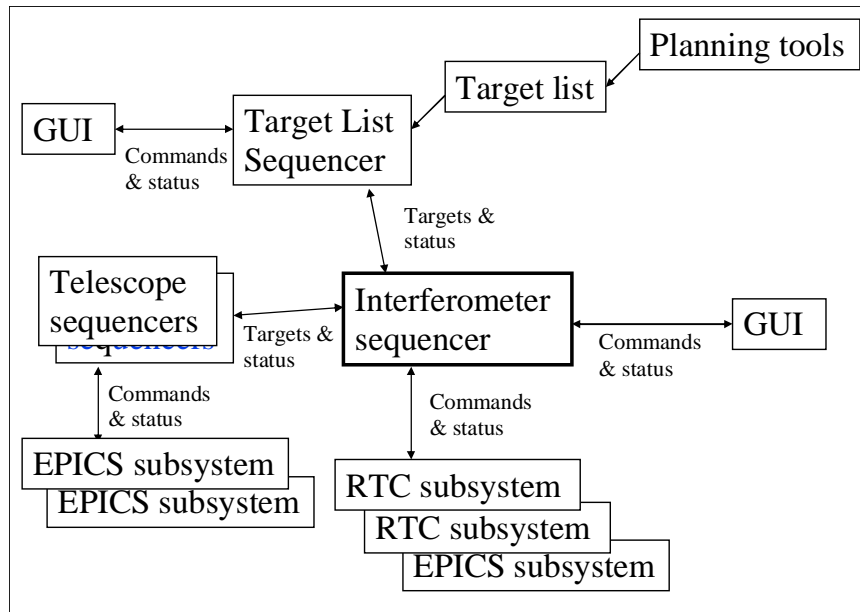 Planning tools
Target list
GUI
Target List
Sequencer
Commands
& status
Targets &
status
Telescope
sequencers
sequencers
Targets &
status
Interferometer
sequencer
Commands
& status
GUI
Commands
& status
Commands
& status
EPICS subsystem
EPICS subsystem
RTC subsystem
RTC subsystem
EPICS subsystem